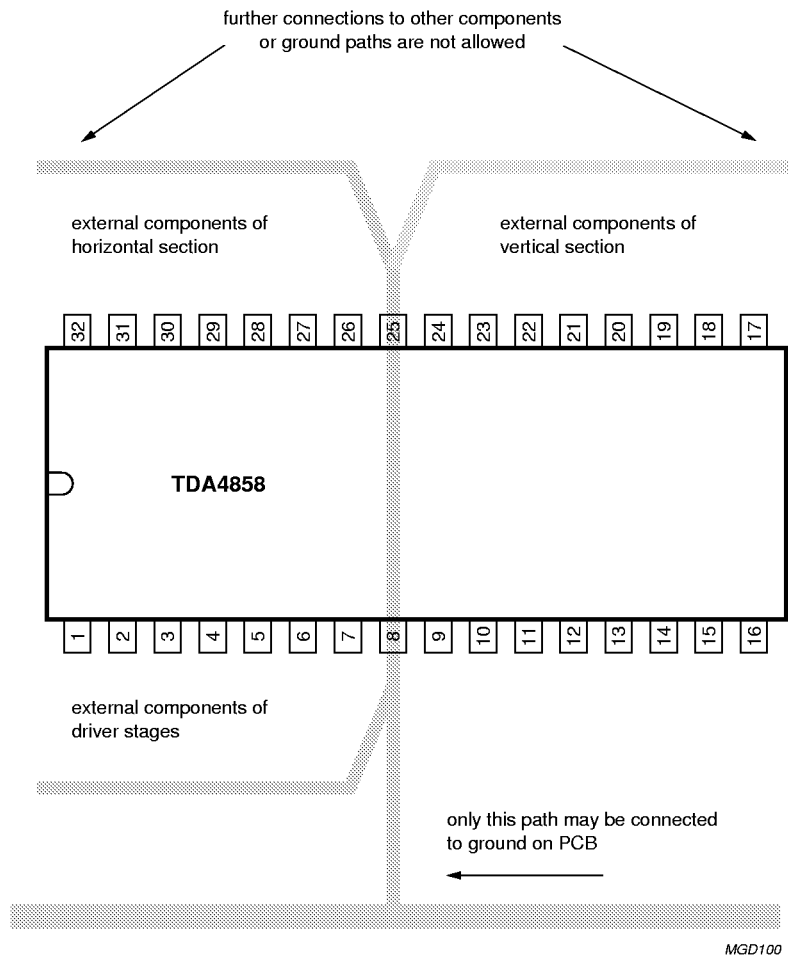 further connections to other components
or ground paths are not allowed
external components of
horizontal section
external components of
vertical section
32 31 30 29 28 27 26 25 24 23 22 21 20 19 18 17
TDA4858
1 2 3 4 5 6 7 8 9 10 11 12 13 14 15 16
external components of
driver stages
only this path may be connected
to ground on PCB
MGD100